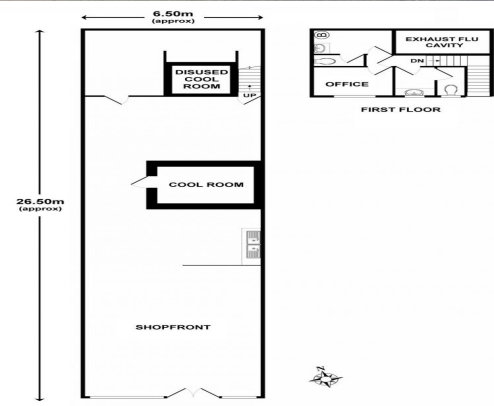 6.50m
(approx)
26.50m
(approx)
DISUSED
COOL
ROOM
UP
COOL ROOM
SHOPFRONT
B
EXHAUST FLU
CAVITY
DN
OFFICE
FIRST FLOOR